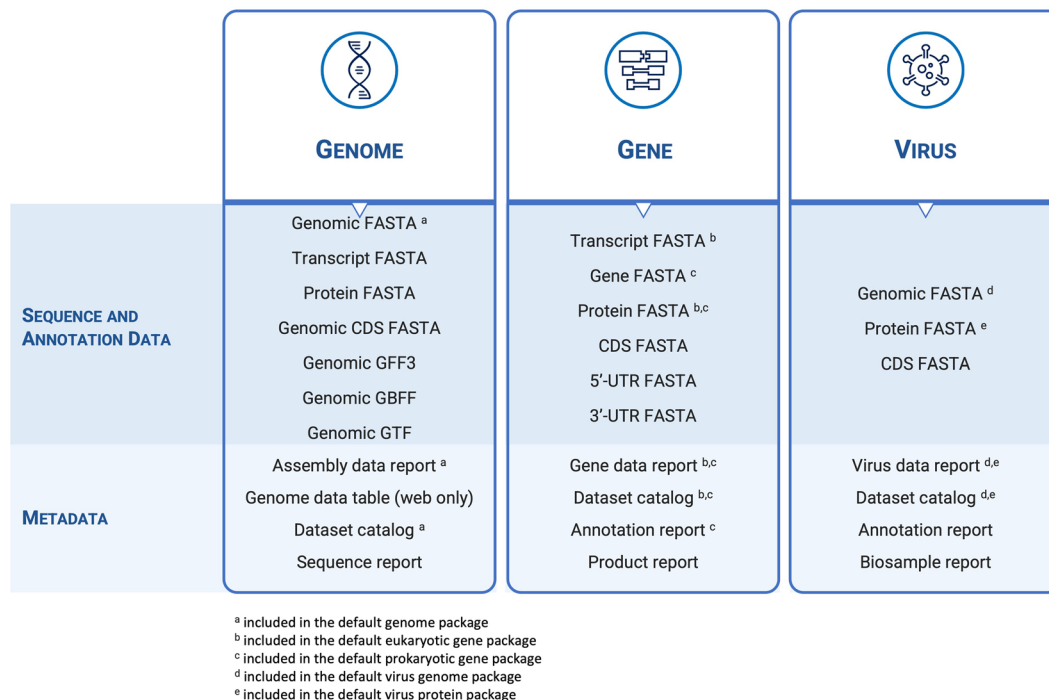 GENOME
GENE
VIRUS
SEQUENCE AND
ANNOTATION DATA
Genomic FASTA ᵃ
Transcript FASTA
Protein FASTA
Genomic CDS FASTA
Genomic GFF3
Genomic GBFF
Genomic GTF
Transcript FASTA ᵇ
Gene FASTA ᶜ
Protein FASTA ᵇ,ᶜ
CDS FASTA
5’-UTR FASTA
3’-UTR FASTA
Genomic FASTA ᵈ
Protein FASTA ᵉ
CDS FASTA
METADATA
Assembly data report ᵃ
Genome data table (web only)
Dataset catalog ᵃ
Sequence report
Gene data report ᵇ,ᶜ
Dataset catalog ᵇ,ᶜ
Annotation report ᶜ
Product report
Virus data report ᵈ,ᵉ
Dataset catalog ᵈ,ᵉ
Annotation report
Biosample report
ᵃ included in the default genome package
ᵇ included in the default eukaryotic gene package
ᶜ included in the default prokaryotic gene package
ᵈ included in the default virus genome package
ᵉ included in the default virus protein package